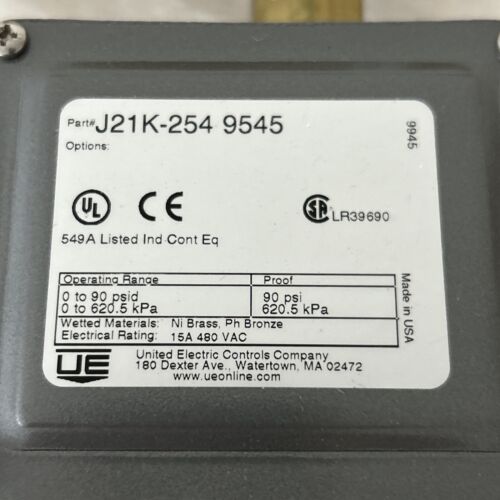 Part# J21K-254 9545
Options:
9945
UL
CE
SA LR39690
549A Listed Ind Cont Eq
Operating Range Proof
0 to 90 psid 90 psi
0 to 620.5 kPa 620.5 kPa
Wetted Materials: Ni Brass, Ph Bronze
Electrical Rating: 15A 480 VAC
Made in USA
UE
United Electric Controls Company
180 Dexter Ave., Watertown, MA 02472
www.ueonline.com